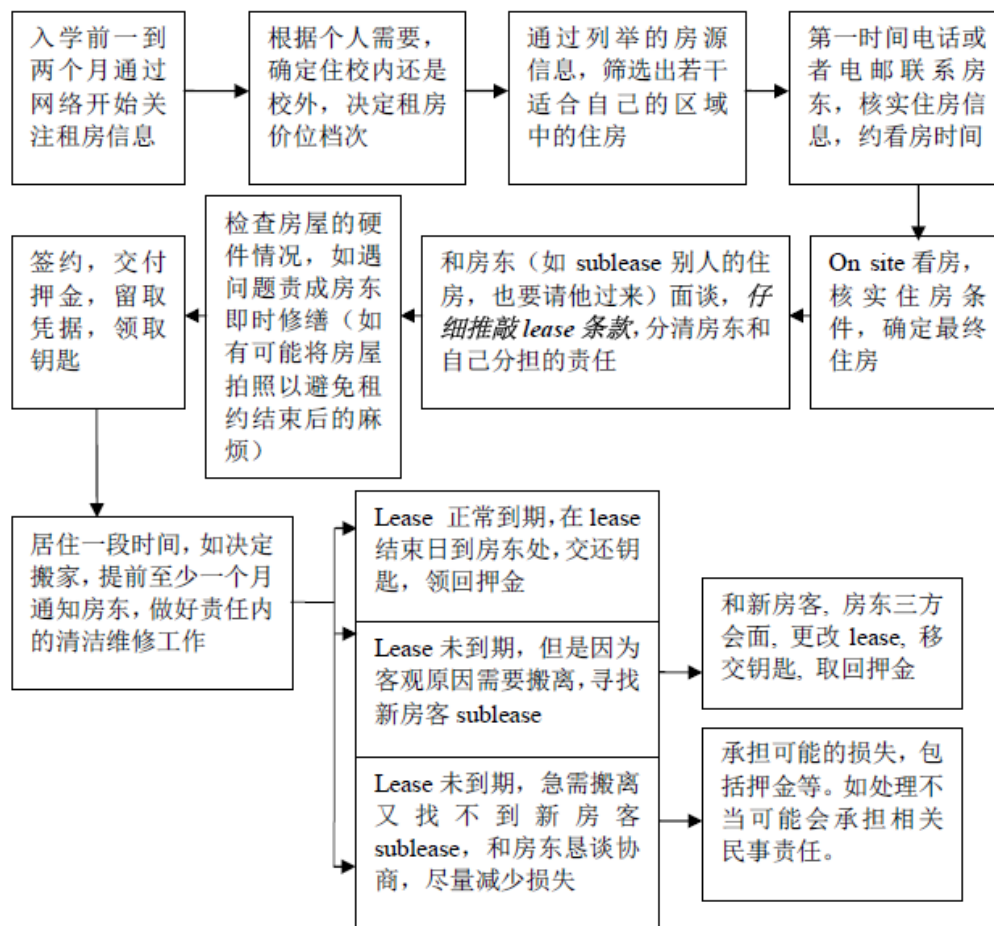 入学前一到
两个月通过
网络开始关
注租房信息
根据个人需要，
确定住校内还是
校外，决定租房
价位档次
通过列举的房源
信息，筛选出若干
适合自己的区域
中的住房
第一时间电话或
者电邮联系房
东，核实住房信
息，约看房时间
On site 看房，
核实住房条
件，确定最终
住房
和房东（如 sublease 别人的住
房，也要请他过来）面谈，仔
细推敲 lease 条款，分清房东和
自己分担的责任
检查房屋的硬
件情况，如遇
问题责成房东
即时修缮（如
有可能将房屋
拍照以避免租
约结束后的麻
烦）
签约，交付
押金，留取
凭据，领取
钥匙
居住一段时间，如决定
搬家，提前至少一个月
通知房东，做好责任内
的清洁维修工作
Lease 正常到期，在 lease
结束日到房东处，交还钥
匙，领回押金
Lease 未到期，但是因为
客观原因需要搬离，寻找
新房客 sublease
和新房客, 房东三方
会面, 更改 lease, 移
交钥匙, 取回押金
Lease 未到期，急需搬离
又找不到新房客
sublease，和房东恳谈协
商，尽量减少损失
承担可能的损失，包
括押金等。如处理不
当可能会承担相关
民事责任。